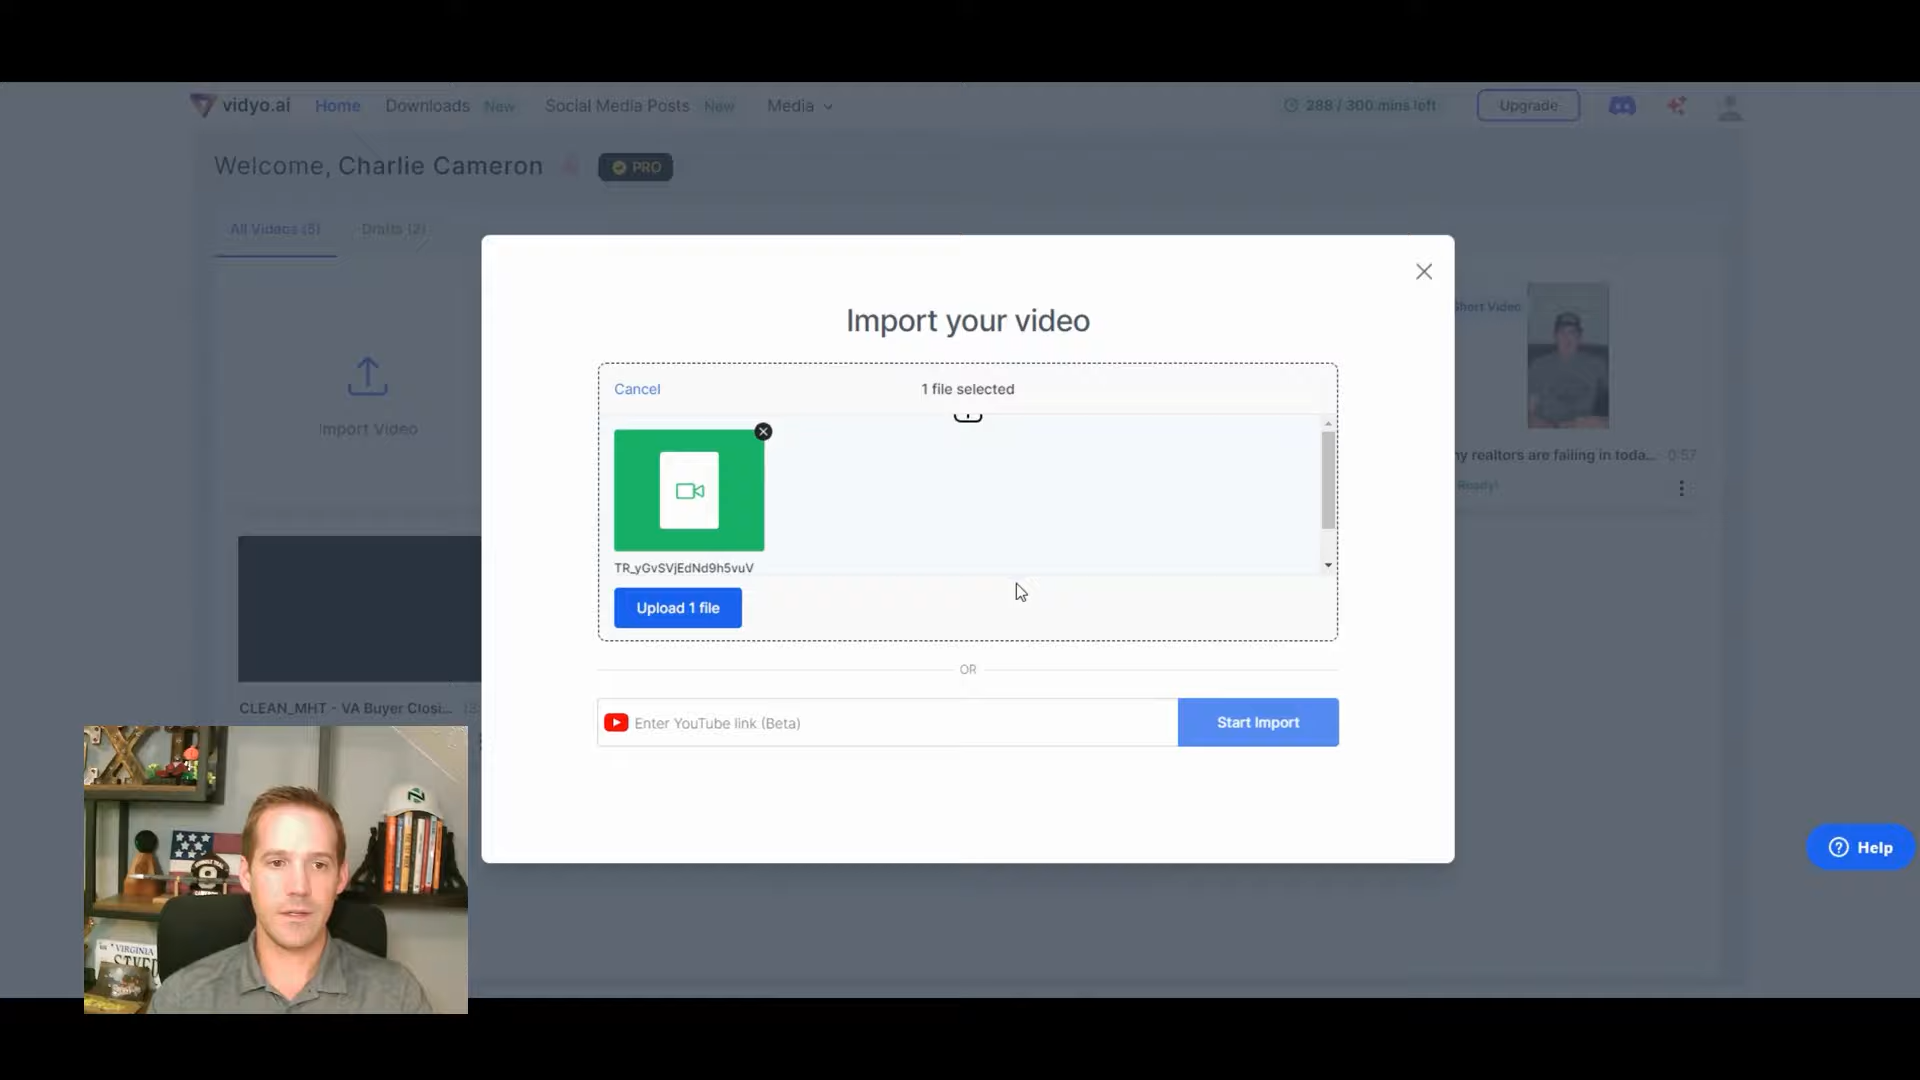 vidyo.ai Home Downloads New Social Media Posts New Media 288 / 300 mins left Upgrade
Welcome, Charlie Cameron PRO
All Videos (5) Drafts (2)
Import your video
Short Video
Cancel 1 file selected
Import Video
ny realtors are failing in toda... 0:57
Ready!
TR_yGvSVjEdNd9h5vuV
Upload 1 file
OR
CLEAN_MHT - VA Buyer Closi...
Enter YouTube link (Beta) Start Import
Help
VIRGINIA